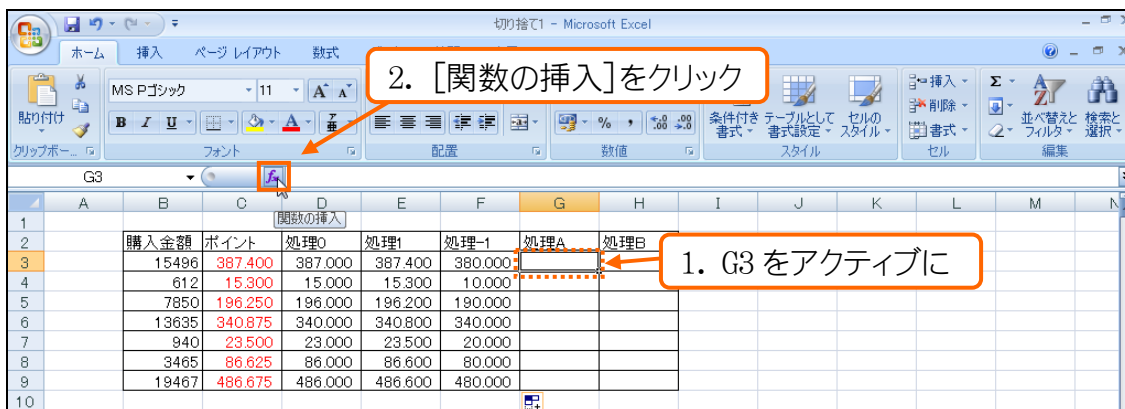 切り捨て1 - Microsoft Excel
ホーム 挿入 ページ レイアウト 数式
2. [関数の挿入]をクリック
貼り付け
MS Pゴシック 11 A A
B I U A 亜 % , .0 .00 .00 .0
条件付き書式 テーブルとして書式設定 セルのスタイル
挿入
削除
書式
Σ
並べ替えとフィルタ 検索と選択
クリップボー... フォント 配置 数値 スタイル セル 編集
G3 fx
関数の挿入
A B C D E F G H I J K L M N
1
2 購入金額 ポイント 処理0 処理1 処理-1 処理A 処理B
3 15496 387.400 387.000 387.400 380.000
1. G3 をアクティブに
4 612 15.300 15.000 15.300 10.000
5 7850 196.250 196.000 196.200 190.000
6 13635 340.875 340.000 340.800 340.000
7 940 23.500 23.000 23.500 20.000
8 3465 86.625 86.000 86.600 80.000
9 19467 486.675 486.000 486.600 480.000
10